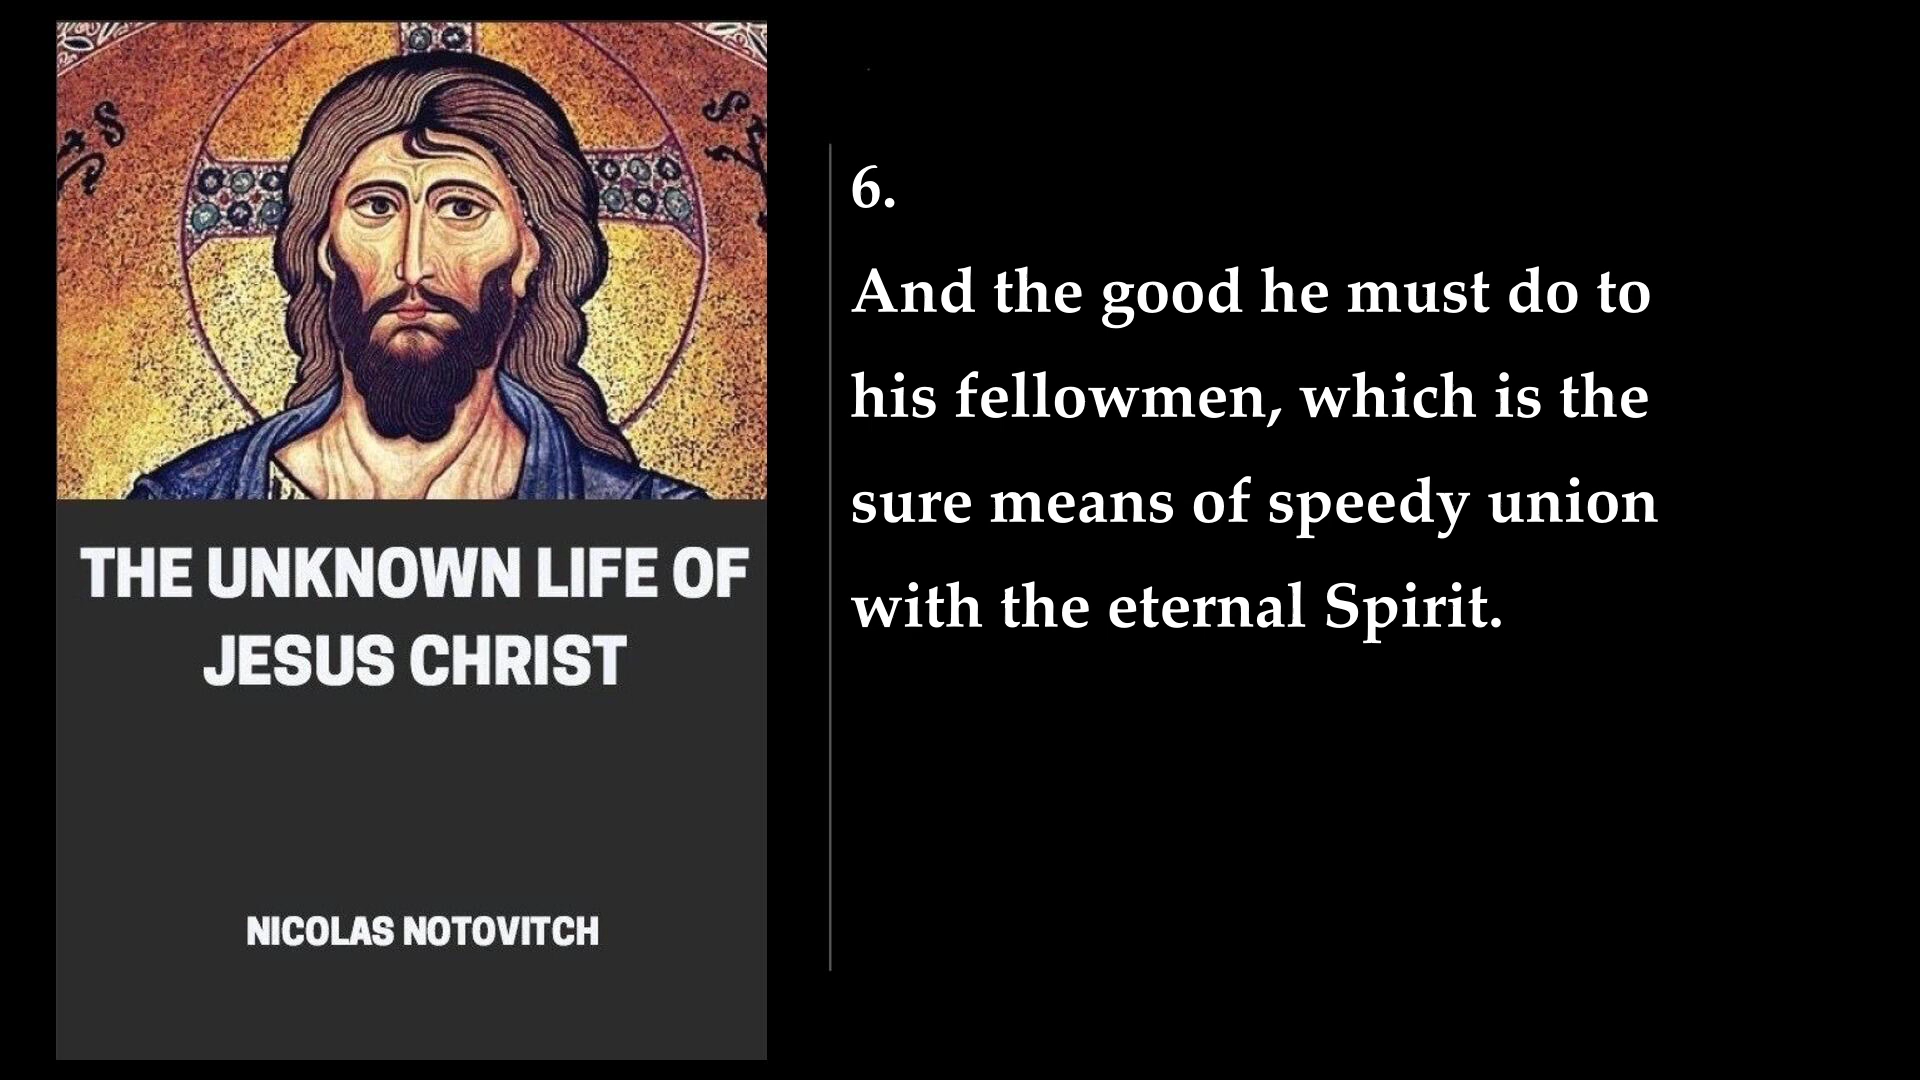 THE UNKNOWN LIFE OF
JESUS CHRIST
NICOLAS NOTOVITCH
6.
And the good he must do to
his fellowmen, which is the
sure means of speedy union
with the eternal Spirit.